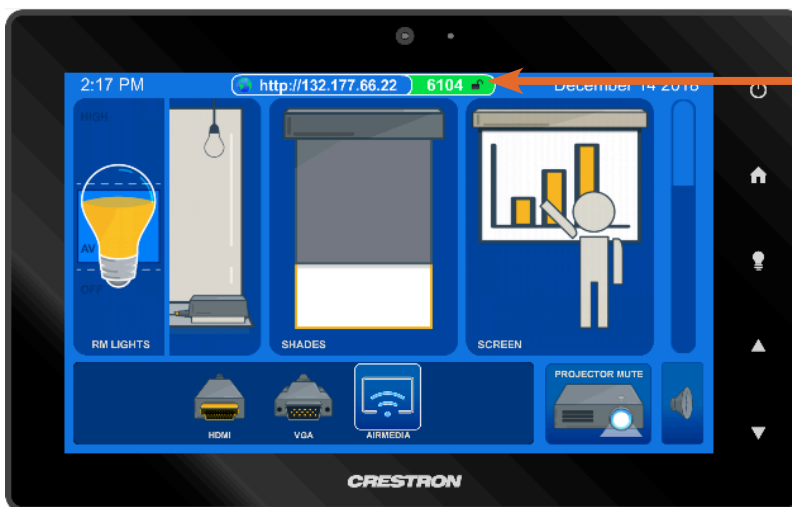 2:17 PM http://132.177.66.22 6104 December 14 2018
HIGH
AV
OFF
RM LIGHTS SHADES SCREEN
PROJECTOR MUTE
HDMI VGA AIRMEDIA
CRESTRON